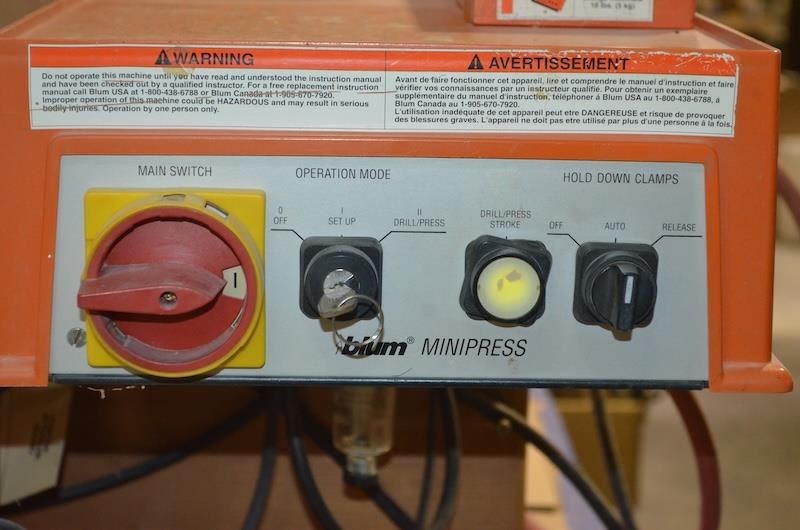 10 lbs. (5 kg)
WARNING
Do not operate this machine until you have read and understood the instruction manual
and have been checked out by a qualified instructor. For a free replacement instruction
manual call Blum USA at 1-800-438-6788 or Blum Canada at 1-905-670-7920.
Improper operation of this machine could be HAZARDOUS and may result in serious
bodily injuries. Operation by one person only.
AVERTISSEMENT
Avant de faire fonctionner cet appareil, lire et comprendre le manuel d'instruction et faire
vérifier vos connaissances par un instructeur qualifié. Pour obtenir un exemplaire
supplémentaire du manuel d'instruction, téléphoner á Blum USA au 1-800-438-6788, á
Blum Canada au 1-905-670-7920.
L'utilisation inadéquate de cet appareil peut etre DANGEREUSE et risque de provoquer
des blessures graves. L'appareil ne doit pas etre utilisé par plus d'une personne à la fois.
MAIN SWITCH
I
OPERATION MODE
0
OFF
I
SET UP
II
DRILL/PRESS
DRILL/PRESS
STROKE
HOLD DOWN CLAMPS
OFF
AUTO.
RELEASE
blum® MINIPRESS